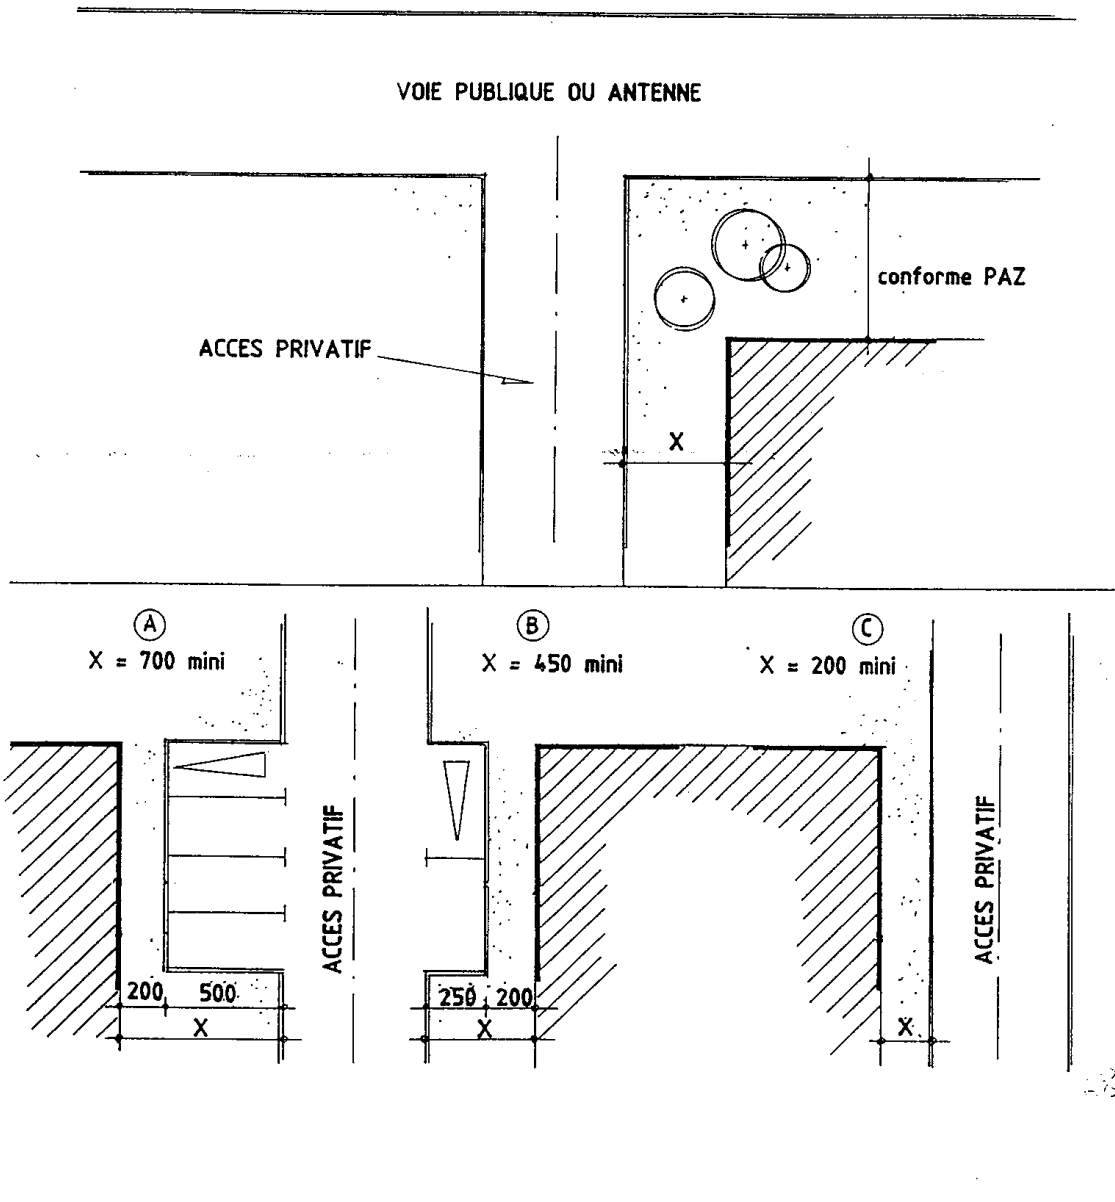 VOIE PUBLIQUE OU ANTENNE
conforme PAZ
ACCES PRIVATIF
X
A
X = 700 mini
B
X = 450 mini
C
X = 200 mini
ACCES PRIVATIF
ACCES PRIVATIF
200
500
250
200
X
X
X